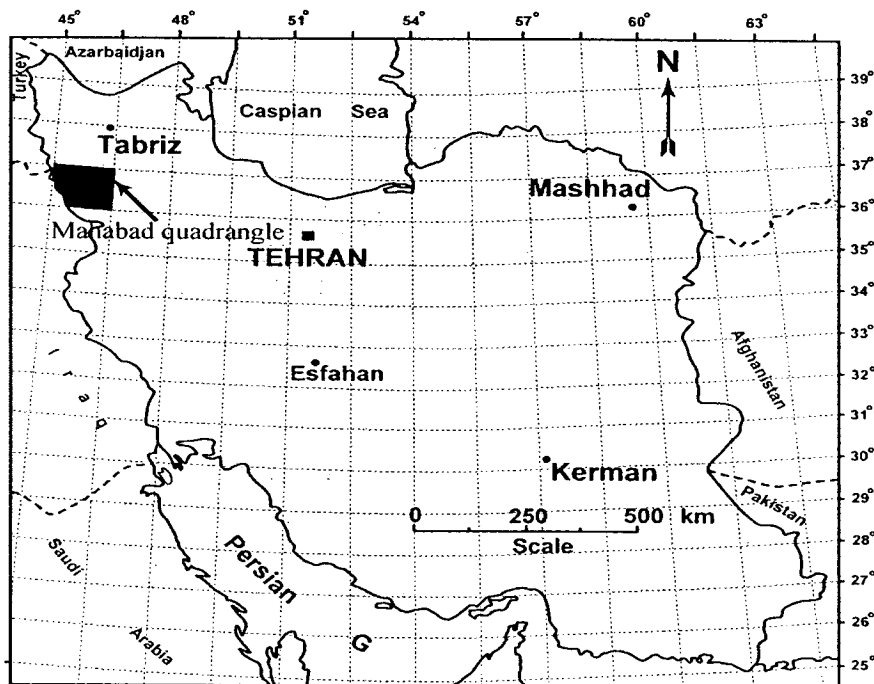 45° 48° 51° 54° 57° 60° 63°
Azarbaidjan
Turkey
N
39°
Caspian Sea
38°
Tabriz
37°
Mashhad
36°
Mahabad quadrangle
35°
TEHRAN
34°
33°
Afghanistan
Iraq
Esfahan
32°
31°
30°
Kerman
Pakistan
29°
0 250 500 km
Scale
28°
Saudi
Persian
27°
26°
G
Arabia
25°